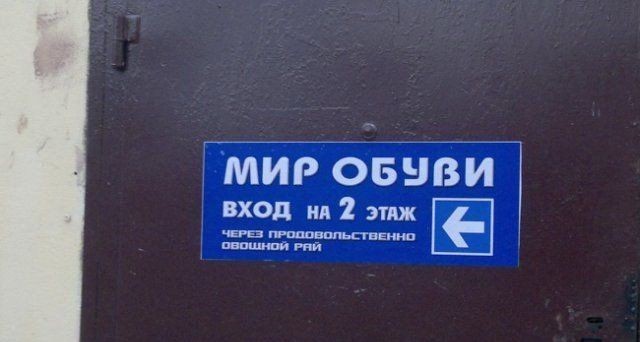 МИР ОБУВИ
ВХОД НА 2 ЭТАЖ
ЧЕРЕЗ ПРОДОВОЛЬСТВЕННО
ОВОЩНОЙ РАЙ